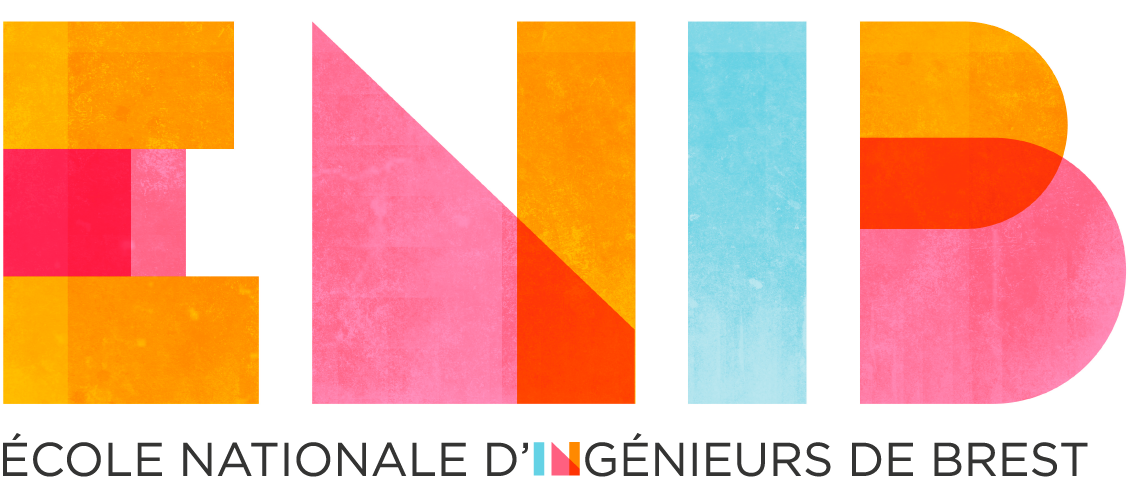 ENIB
ÉCOLE NATIONALE D'INGÉNIEURS DE BREST